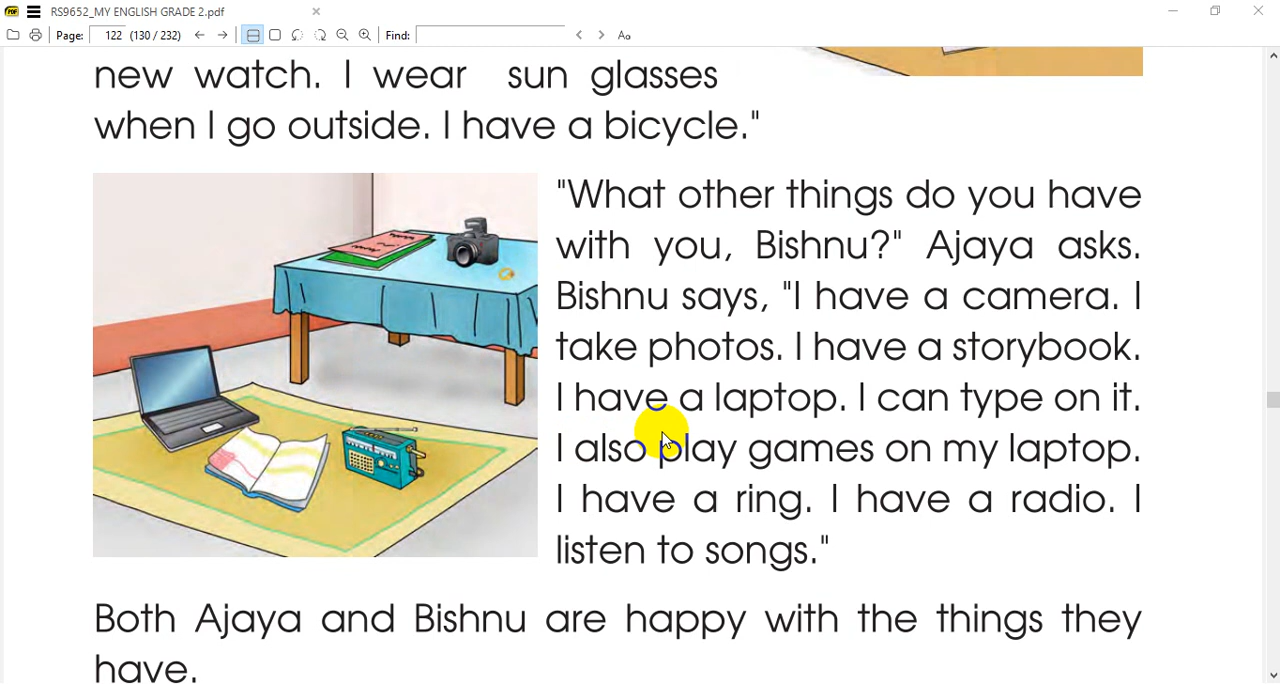 RS9652_MY ENGLISH GRADE 2.pdf
Page: 122 (130 / 232) Find: Aa
new watch. I wear sun glasses
when I go outside. I have a bicycle."
"What other things do you have
with you, Bishnu?" Ajaya asks.
Bishnu says, "I have a camera. I
take photos. I have a storybook.
I have a laptop. I can type on it.
I also play games on my laptop.
I have a ring. I have a radio. I
listen to songs."
Both Ajaya and Bishnu are happy with the things they
have.